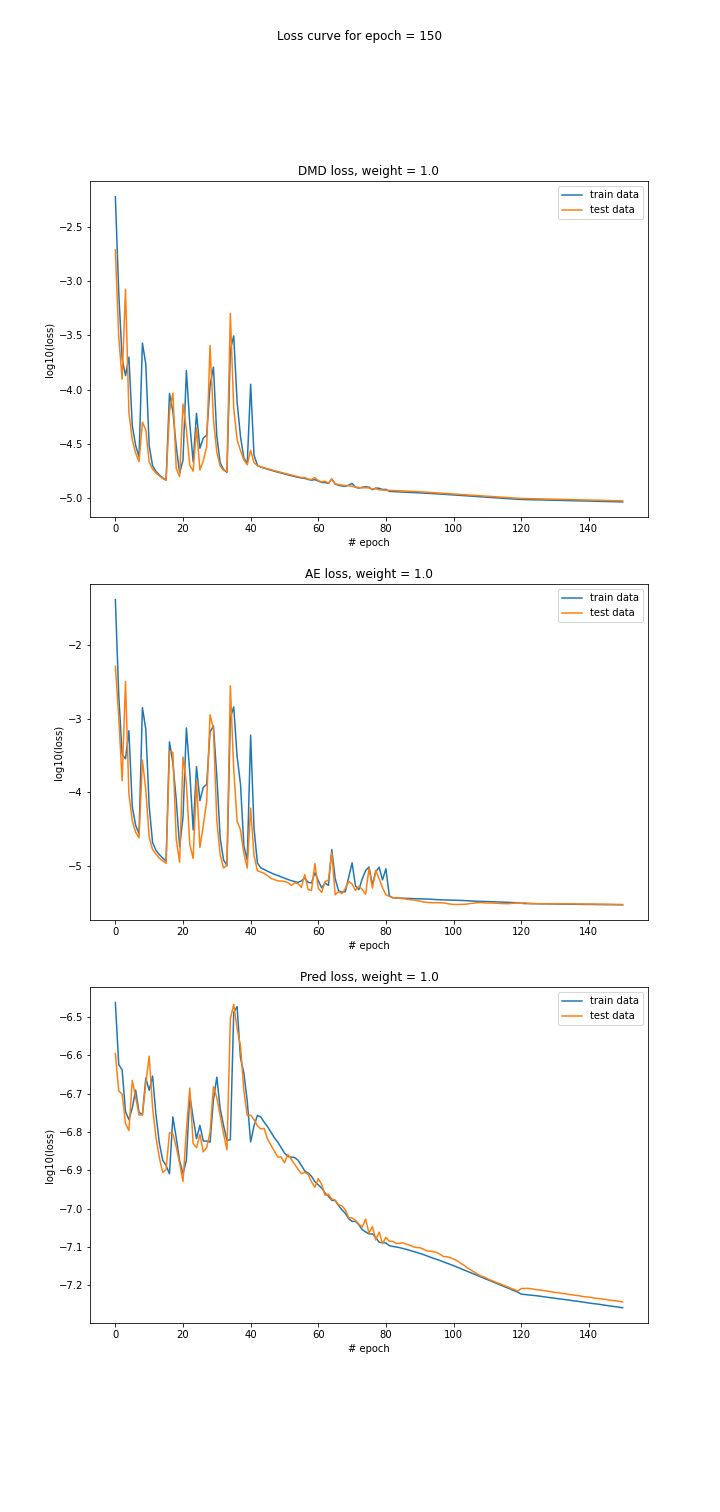 Loss curve for epoch = 150
DMD loss, weight = 1.0
train data
test data
−2.5
−3.0
−3.5
−4.0
−4.5
−5.0
log10(loss)
0 20 40 60 80 100 120 140
# epoch
AE loss, weight = 1.0
train data
test data
−2
−3
−4
−5
log10(loss)
0 20 40 60 80 100 120 140
# epoch
Pred loss, weight = 1.0
train data
test data
−6.5
−6.6
−6.7
−6.8
−6.9
−7.0
−7.1
−7.2
log10(loss)
0 20 40 60 80 100 120 140
# epoch